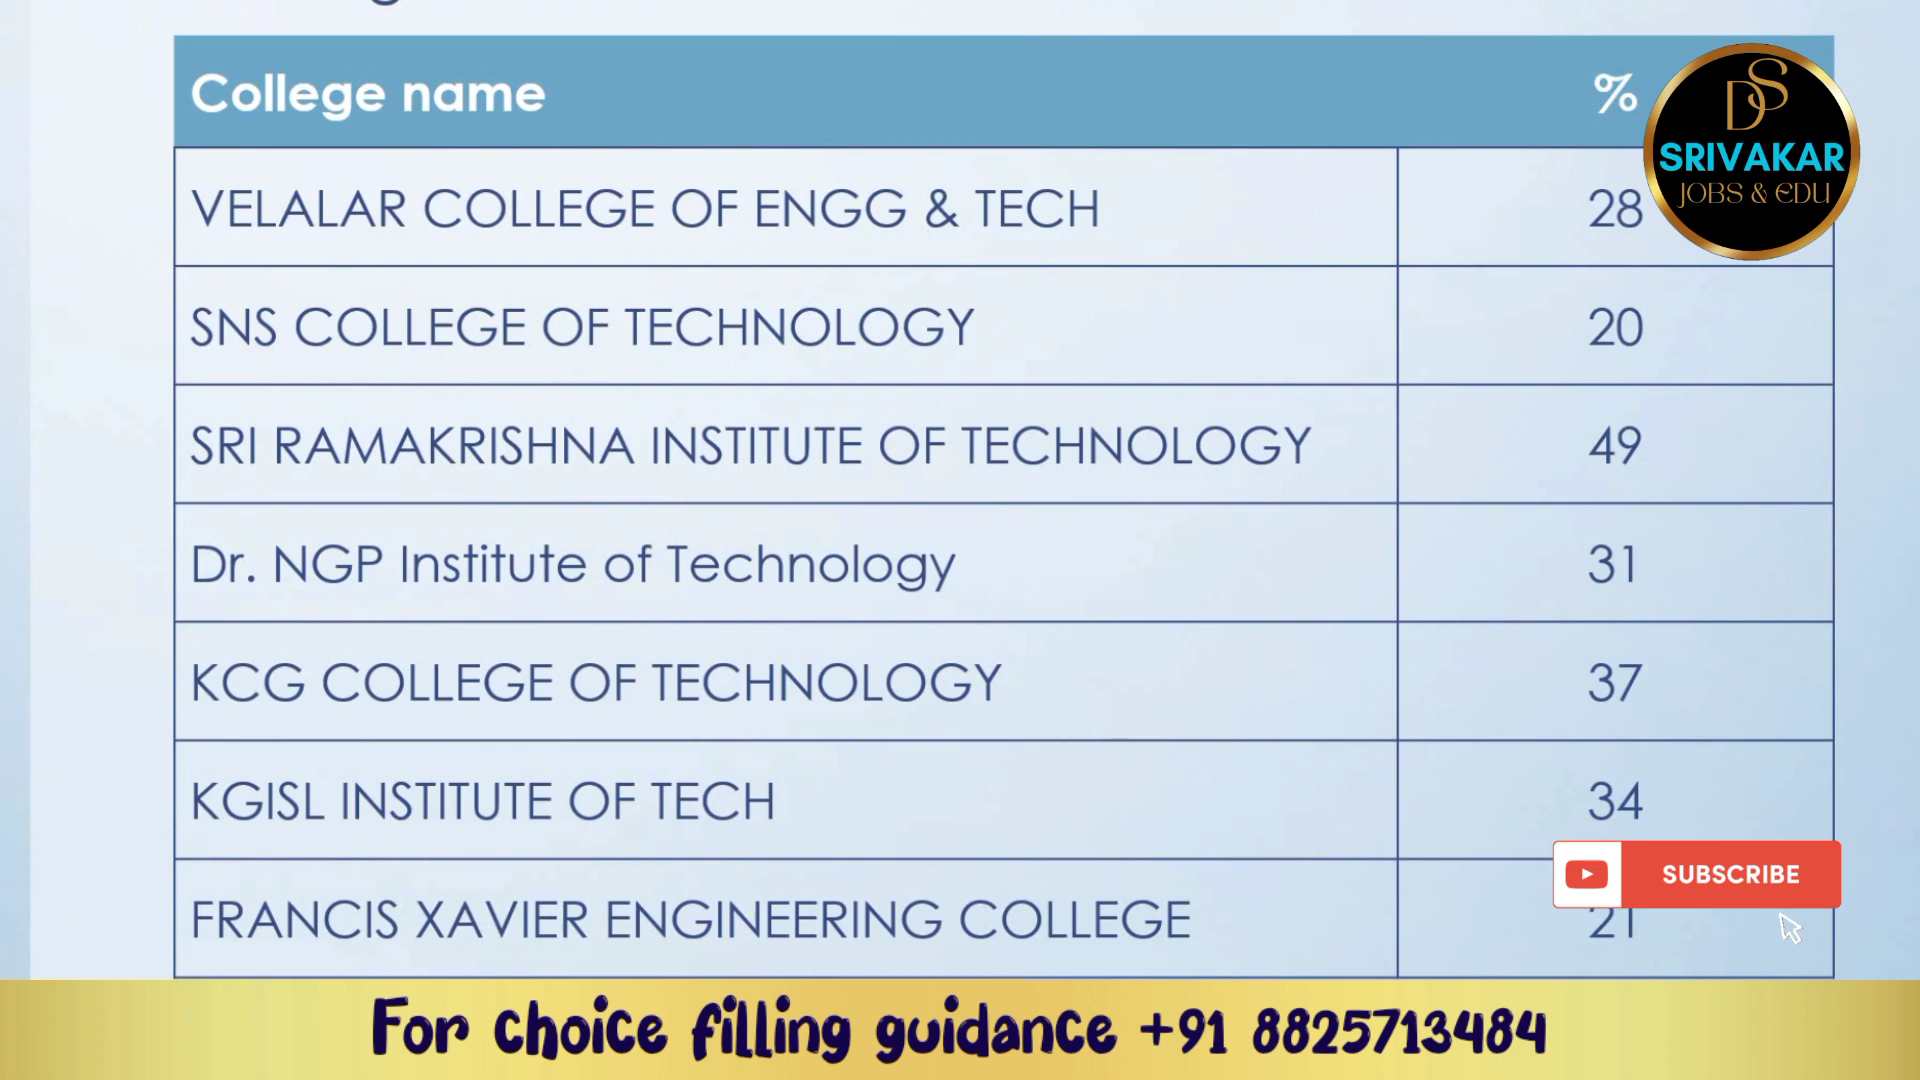 College name %
VELALAR COLLEGE OF ENGG & TECH 28
SNS COLLEGE OF TECHNOLOGY 20
SRI RAMAKRISHNA INSTITUTE OF TECHNOLOGY 49
Dr. NGP Institute of Technology 31
KCG COLLEGE OF TECHNOLOGY 37
KGISL INSTITUTE OF TECH 34
FRANCIS XAVIER ENGINEERING COLLEGE 21
DS
SRIVAKAR
JOBS & EDU
SUBSCRIBE
For choice filling guidance +91 8825713484